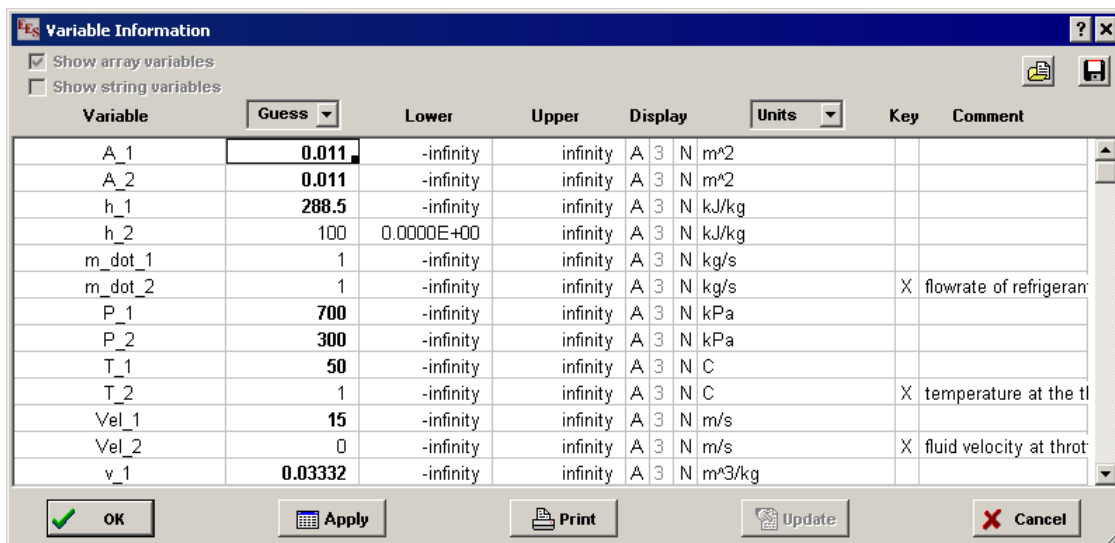 EES Variable Information
Show array variables
Show string variables
Variable Guess Lower Upper Display Units Key Comment
A_1 0.011 -infinity infinity A 3 N m^2
A_2 0.011 -infinity infinity A 3 N m^2
h_1 288.5 -infinity infinity A 3 N kJ/kg
h_2 100 0.0000E+00 infinity A 3 N kJ/kg
m_dot_1 1 -infinity infinity A 3 N kg/s
m_dot_2 1 -infinity infinity A 3 N kg/s X flowrate of refrigeran
P_1 700 -infinity infinity A 3 N kPa
P_2 300 -infinity infinity A 3 N kPa
T_1 50 -infinity infinity A 3 N C
T_2 1 -infinity infinity A 3 N C X temperature at the
Vel_1 15 -infinity infinity A 3 N m/s
Vel_2 0 -infinity infinity A 3 N m/s X fluid velocity at throt
v_1 0.03332 -infinity infinity A 3 N m^3/kg
OK Apply Print Update Cancel